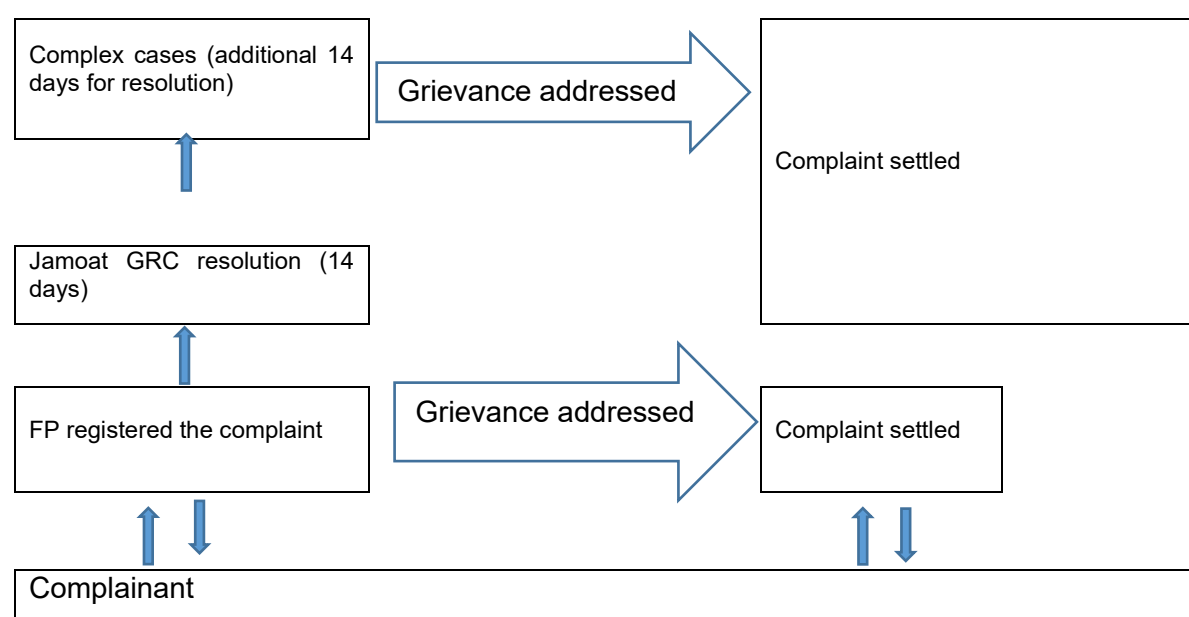 Complex cases (additional 14
days for resolution)
Grievance addressed
Complaint settled
Jamoat GRC resolution (14
days)
FP registered the complaint
Grievance addressed
Complaint settled
Complainant